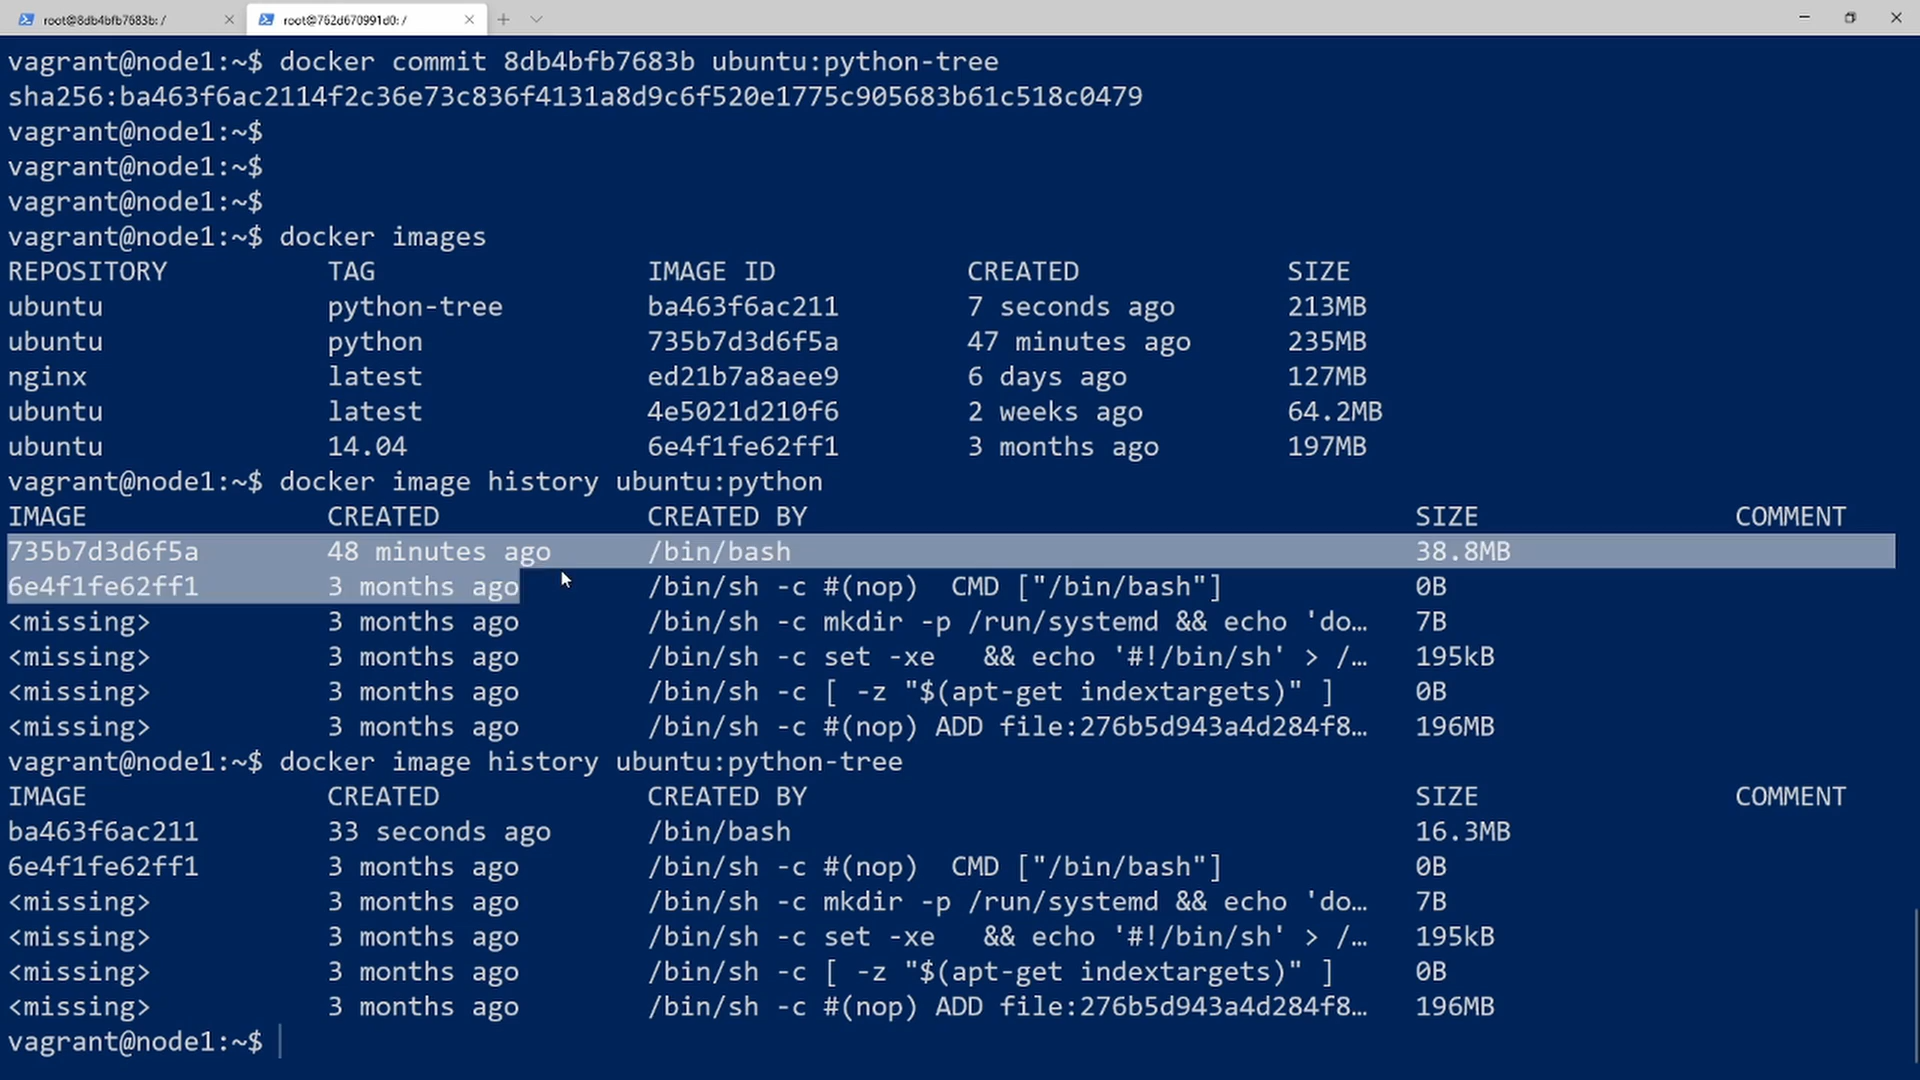 root@8db4bfb7683b: /
root@762d670991d0: /
vagrant@node1:~$ docker commit 8db4bfb7683b ubuntu:python-tree
sha256:ba463f6ac2114f2c36e73c836f4131a8d9c6f520e1775c905683b61c518c0479
vagrant@node1:~$
vagrant@node1:~$
vagrant@node1:~$
vagrant@node1:~$ docker images
REPOSITORY TAG IMAGE ID CREATED SIZE
ubuntu python-tree ba463f6ac211 7 seconds ago 213MB
ubuntu python 735b7d3d6f5a 47 minutes ago 235MB
nginx latest ed21b7a8aee9 6 days ago 127MB
ubuntu latest 4e5021d210f6 2 weeks ago 64.2MB
ubuntu 14.04 6e4f1fe62ff1 3 months ago 197MB
vagrant@node1:~$ docker image history ubuntu:python
IMAGE CREATED CREATED BY SIZE COMMENT
735b7d3d6f5a 48 minutes ago /bin/bash 38.8MB
6e4f1fe62ff1 3 months ago /bin/sh -c #(nop)  CMD ["/bin/bash"] 0B
<missing> 3 months ago /bin/sh -c mkdir -p /run/systemd && echo 'do… 7B
<missing> 3 months ago /bin/sh -c set -xe   && echo '#!/bin/sh' > /… 195kB
<missing> 3 months ago /bin/sh -c [ -z "$(apt-get indextargets)" ] 0B
<missing> 3 months ago /bin/sh -c #(nop) ADD file:276b5d943a4d284f8… 196MB
vagrant@node1:~$ docker image history ubuntu:python-tree
IMAGE CREATED CREATED BY SIZE COMMENT
ba463f6ac211 33 seconds ago /bin/bash 16.3MB
6e4f1fe62ff1 3 months ago /bin/sh -c #(nop)  CMD ["/bin/bash"] 0B
<missing> 3 months ago /bin/sh -c mkdir -p /run/systemd && echo 'do… 7B
<missing> 3 months ago /bin/sh -c set -xe   && echo '#!/bin/sh' > /… 195kB
<missing> 3 months ago /bin/sh -c [ -z "$(apt-get indextargets)" ] 0B
<missing> 3 months ago /bin/sh -c #(nop) ADD file:276b5d943a4d284f8… 196MB
vagrant@node1:~$